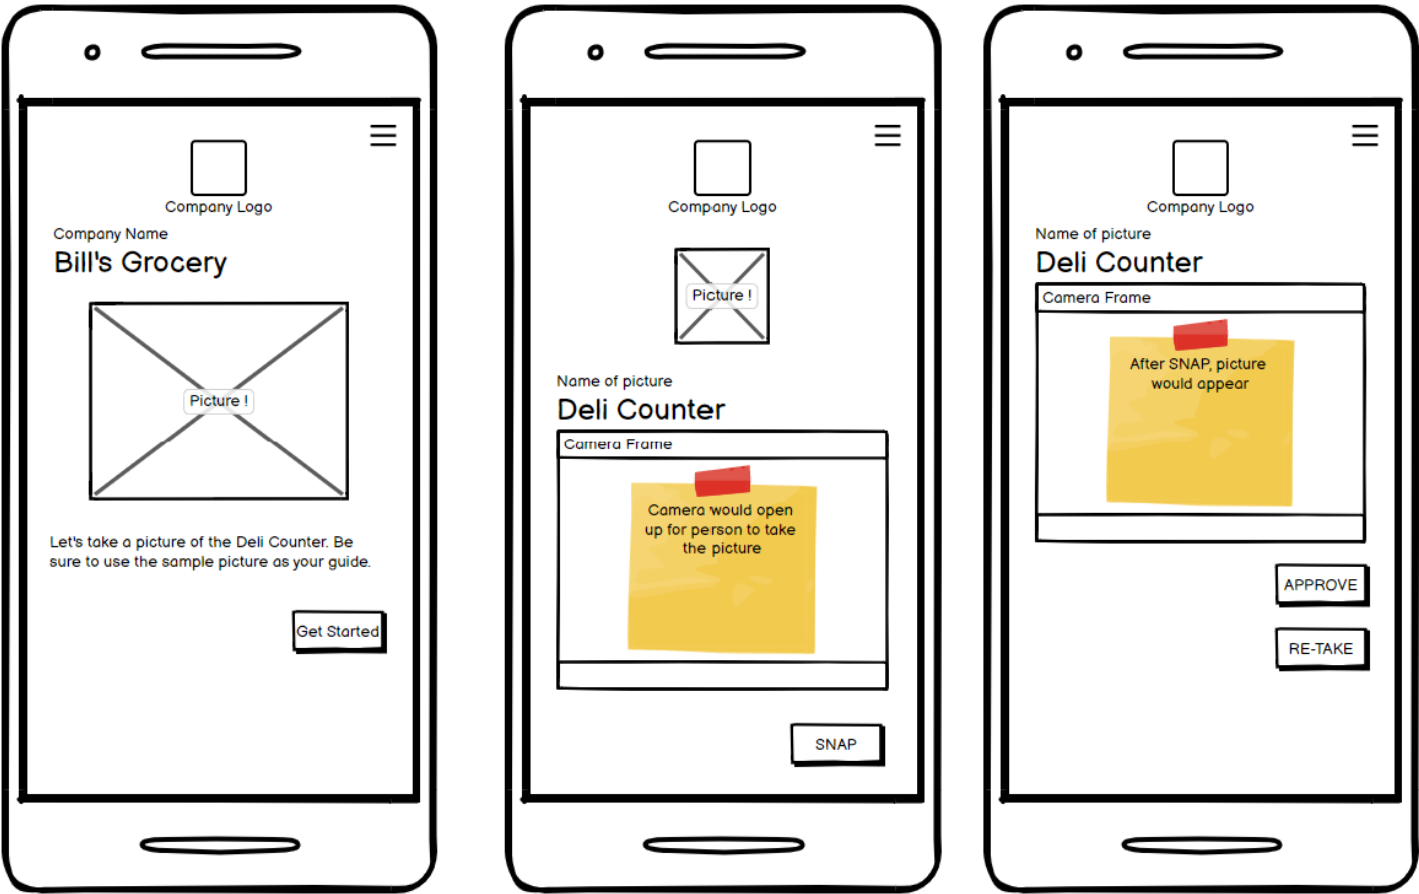 Company Logo
Company Name
Bill's Grocery
Picture !
Let's take a picture of the Deli Counter. Be
sure to use the sample picture as your guide.
Get Started
Company Logo
Picture !
Name of picture
Deli Counter
Camera Frame
Camera would open
up for person to take
the picture
SNAP
Company Logo
Name of picture
Deli Counter
Camera Frame
After SNAP, picture
would appear
APPROVE
RE-TAKE